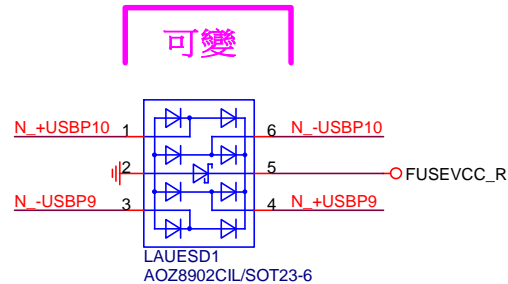 可變
N_+USBP10 1 6 N_-USBP10
2 5 FUSEVCC_R
N_-USBP9 3 4 N_+USBP9
LAUESD1
AOZ8902CIL/SOT23-6